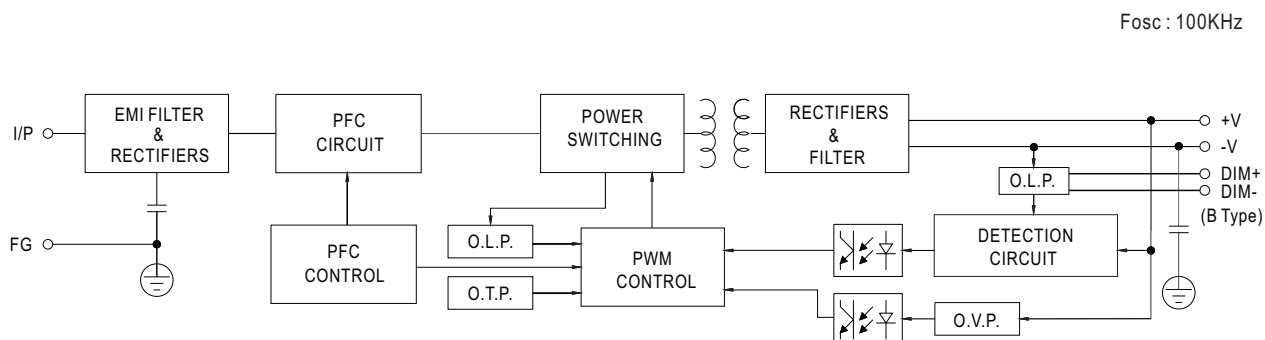 Fosc : 100KHz
I/P
EMI FILTER
&
RECTIFIERS
PFC
CIRCUIT
POWER
SWITCHING
RECTIFIERS
&
FILTER
+V
-V
DIM+
DIM-
(B Type)
O.L.P.
FG
PFC
CONTROL
O.L.P.
O.T.P.
PWM
CONTROL
DETECTION
CIRCUIT
O.V.P.